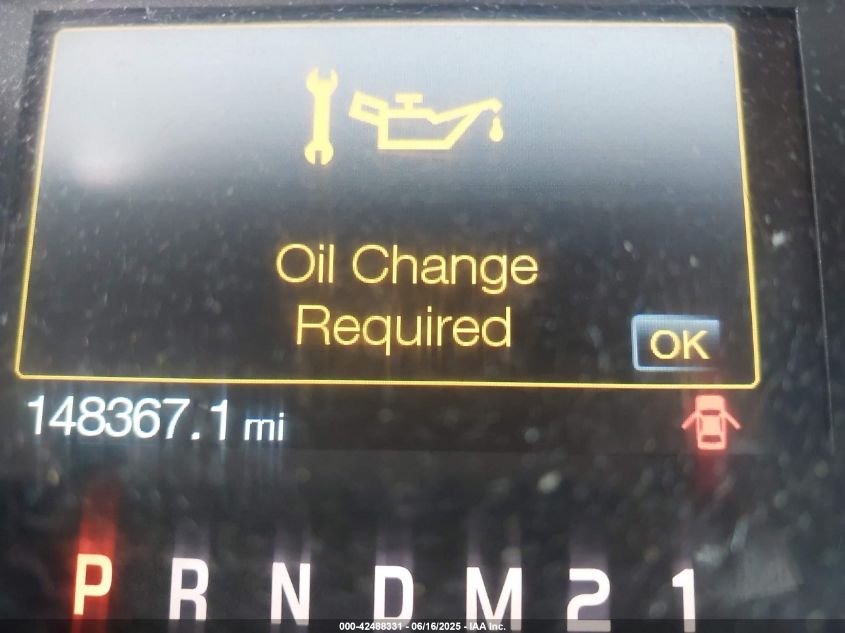 Oil Change
Required
OK
148367.1 mi
P R N D M 2 1
000-42488331 - 06/16/2025 - IAA Inc.